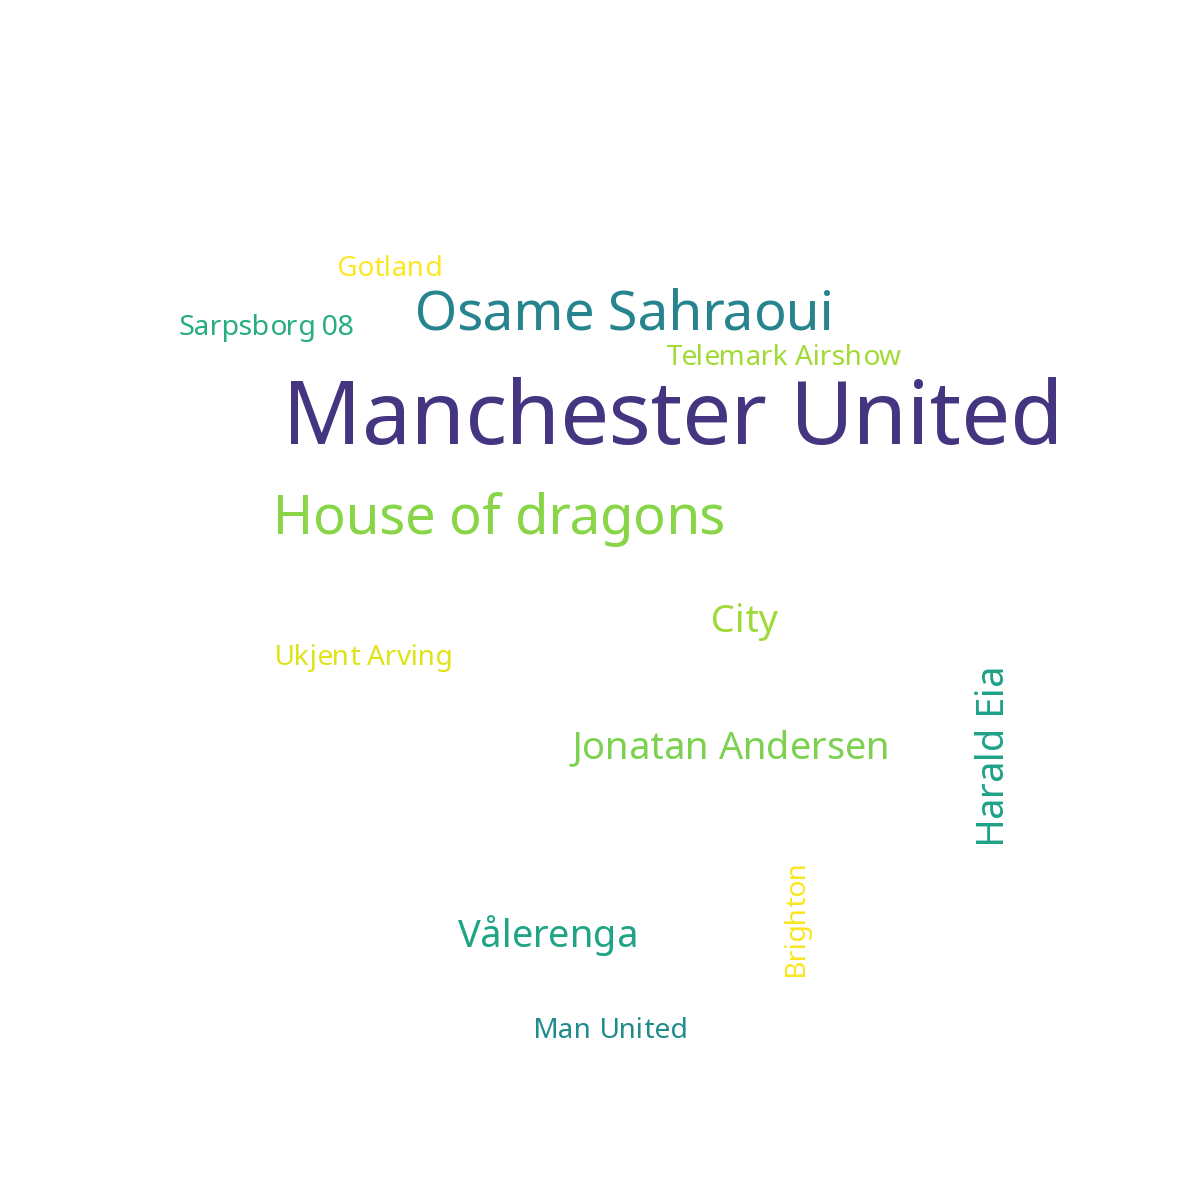 Gotland
Osame Sahraoui
Sarpsborg 08
Telemark Airshow
Manchester United
House of dragons
City
Ukjent Arving
Harald Eia
Jonatan Andersen
Brighton
Vålerenga
Man United